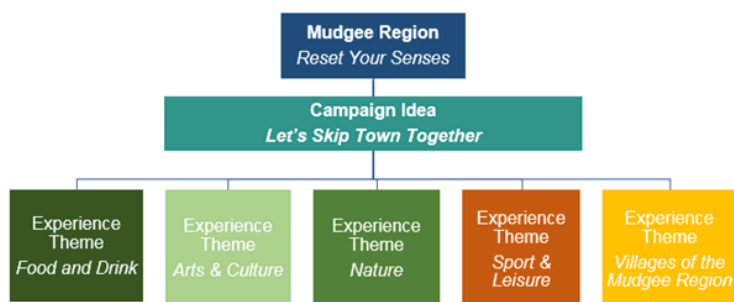 Mudgee Region
Reset Your Senses
Campaign Idea
Let's Skip Town Together
Experience
Theme
Food and Drink
Experience
Theme
Arts & Culture
Experience
Theme
Nature
Experience
Theme
Sport &
Leisure
Experience
Theme
Villages of the
Mudgee Region